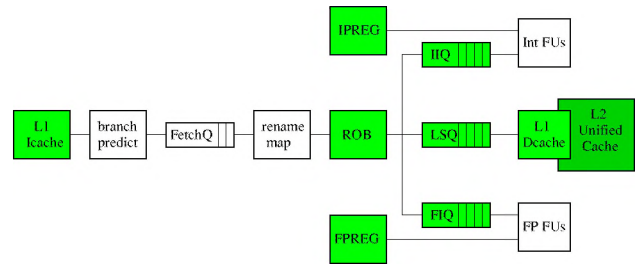 IPREG
IIQ
Int FUs
L1
Icache
branch
predict
FetchQ
rename
map
ROB
LSQ
L1
Dcache
L2
Unified
Cache
FIQ
FPREG
FP FUs